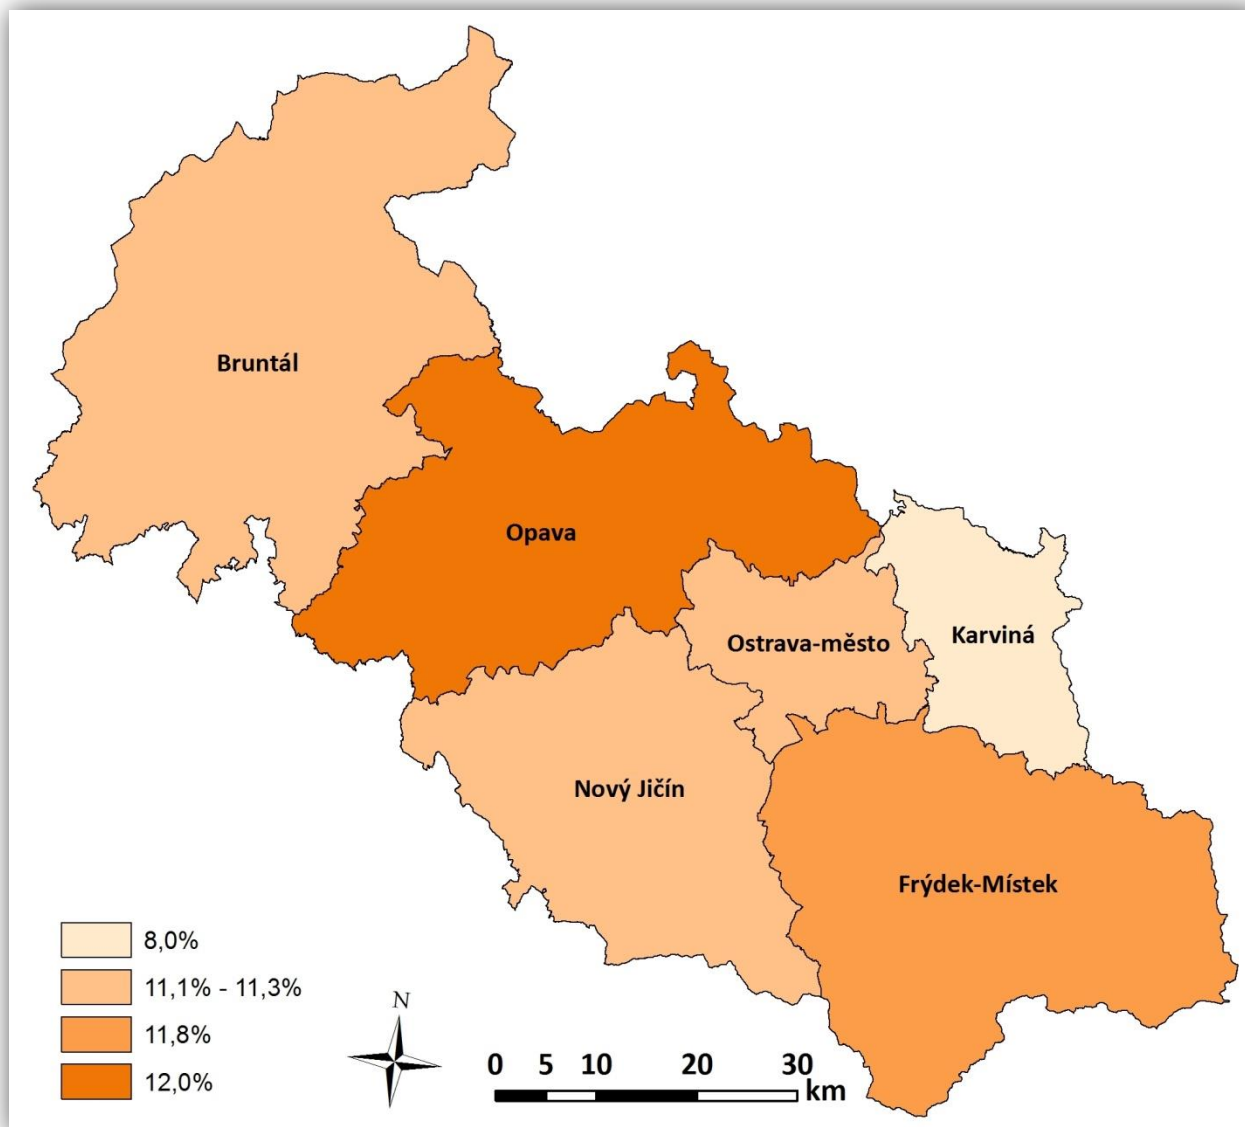 Bruntál
Opava
Ostrava-město
Karviná
Nový Jičín
Frýdek-Místek
8,0%
11,1% - 11,3%
11,8%
12,0%
N
0 5 10 20 30
km